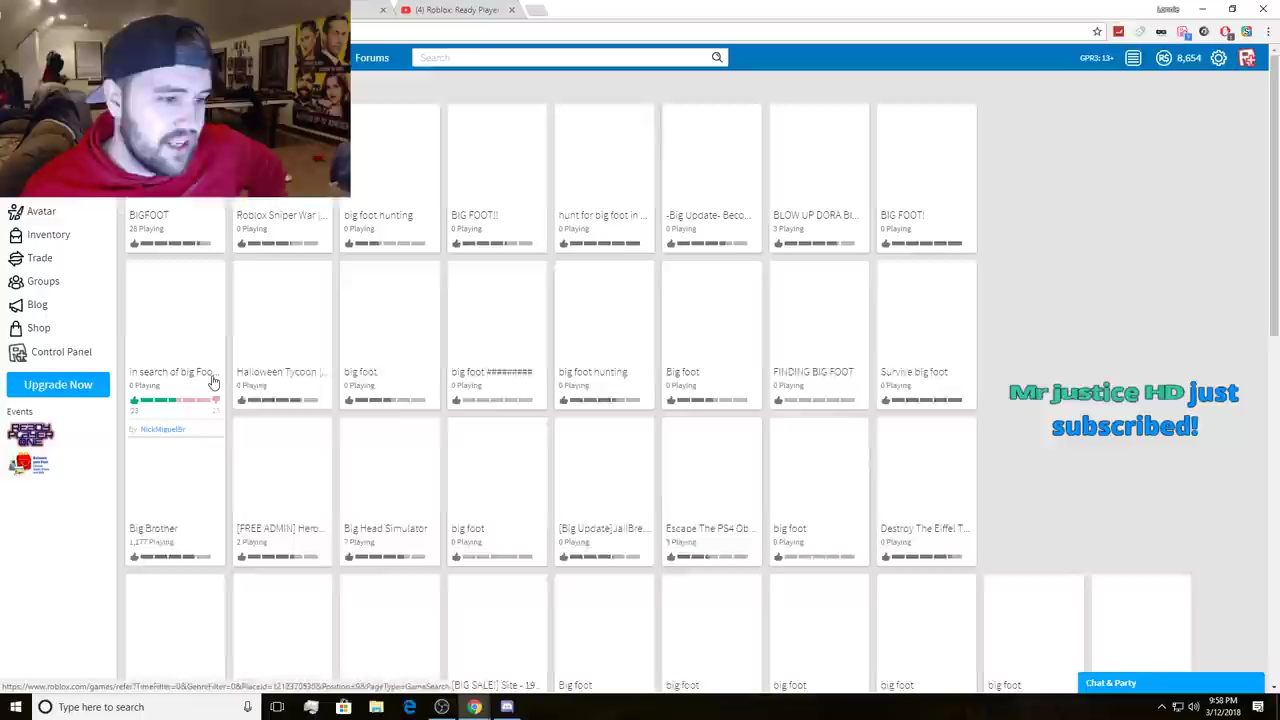 (4) Roblox: Ready Playe
Lonnie
Forums
Search
GPR3: 13+
8,654
Avatar
Inventory
Trade
Groups
Blog
Shop
Control Panel
Upgrade Now
Events
BIGFOOT
28 Playing
Roblox Sniper War
0 Playing
big foot hunting
0 Playing
BIG FOOT!!
0 Playing
hunt for big foot in ...
0 Playing
-Big Update- Beco...
0 Playing
BLOW UP DORA BI...
3 Playing
BIG FOOT!
0 Playing
in search of big Foo...
0 Playing
23
By NickMiguelBr
Halloween Tycoon
0 Playing
big foot
0 Playing
big foot #########
0 Playing
big foot hunting
0 Playing
Big foot
0 Playing
FINDING BIG FOOT
0 Playing
Survive big foot
0 Playing
Mr justice HD just
subscribed!
Big Brother
1,177 Playing
[FREE ADMIN] Hero...
2 Playing
Big Head Simulator
7 Playing
big foot
0 Playing
[Big Update]JailBre...
0 Playing
Escape The PS4 Ob...
Playing
big foot
0 Playing
Destroy The Eiffel T...
0 Playing
[BIG SALE!] Site - 19...
Big foot
big foot
big foot
big foot
big foot
Chat & Party
Type here to search
9:58 PM
3/12/2018